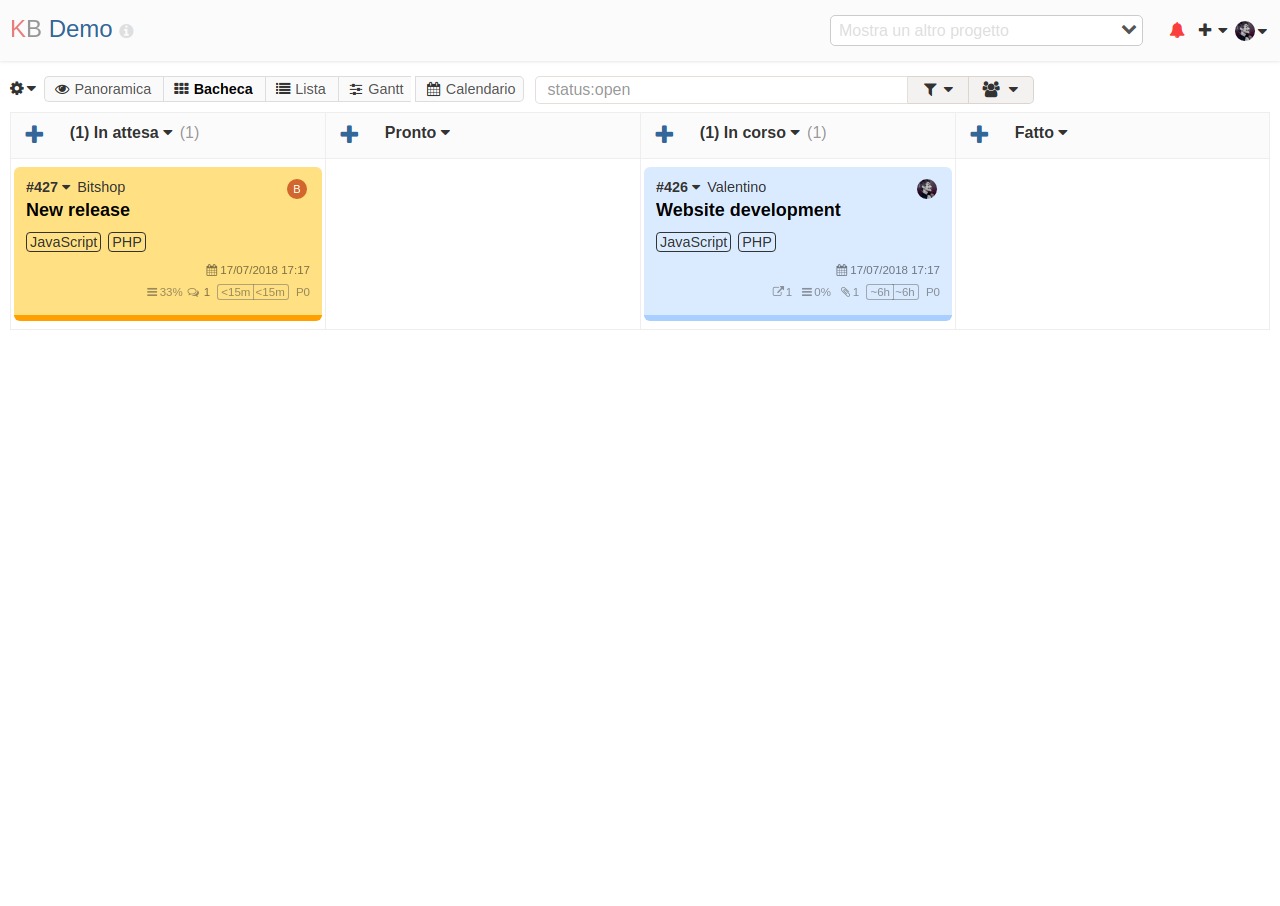 KB Demo
Mostra un altro progetto
Panoramica Bacheca Lista Gantt Calendario status:open
(1) In attesa (1) Pronto (1) In corso (1) Fatto
#427 Bitshop B
New release
JavaScript PHP
17/07/2018 17:17
33% 1 <15m <15m P0
#426 Valentino
Website development
JavaScript PHP
17/07/2018 17:17
1 0% 1 ~6h ~6h P0